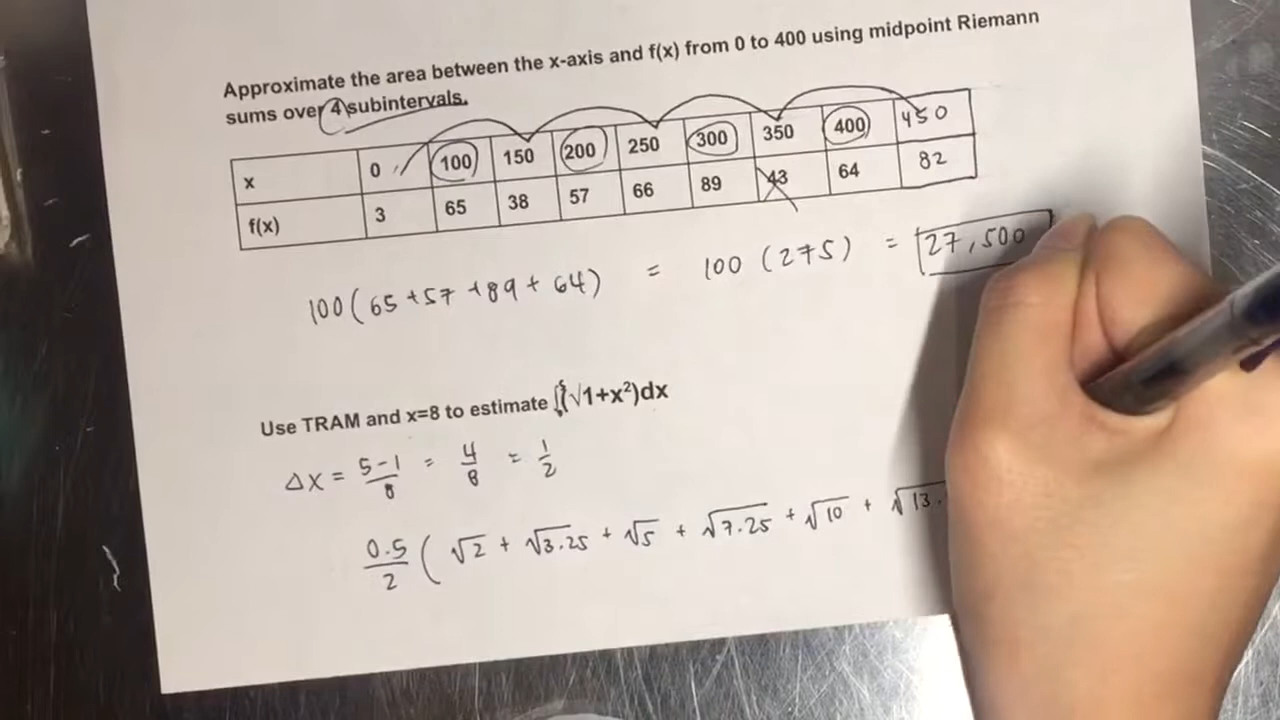 Approximate the area between the x-axis and f(x) from 0 to 400 using midpoint Riemann
sums over 4 subintervals.
x 0 100 150 200 250 300 350 400 450
f(x) 3 65 38 57 66 89 43 64 82
100(65+57+89+64) = 100(275) = 27,500
Use TRAM and x=8 to estimate ∫(√1+x²)dx
Δx = 5-1/8 = 4/8 = 1/2
0.5/2 (√2 + √3.25 + √5 + √7.25 + √10 + √13.